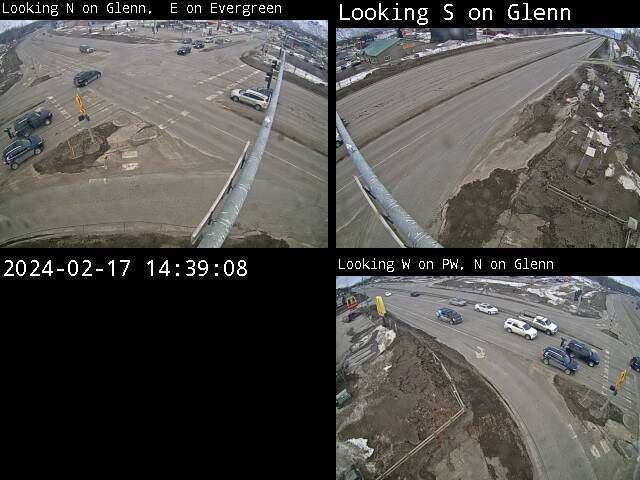 Looking N on Glenn,  E on Evergreen
Looking S on Glenn
2024-02-17 14:39:08
Looking W on PW, N on Glenn